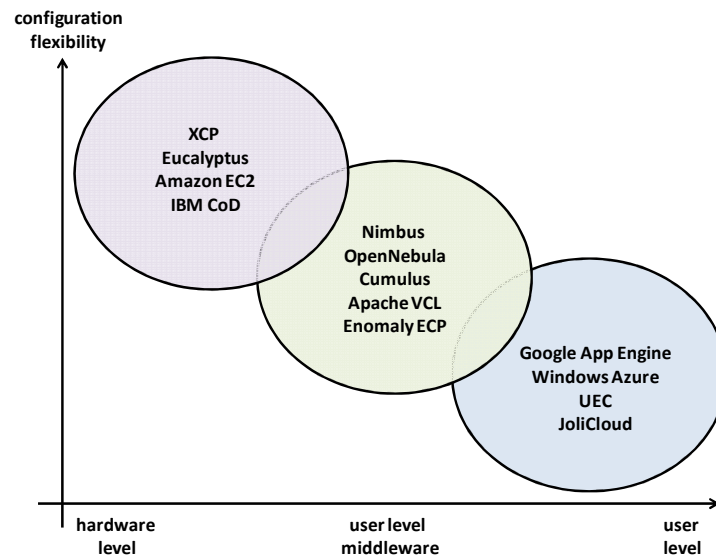 configuration
flexibility
XCP
Eucalyptus
Amazon EC2
IBM CoD
Nimbus
OpenNebula
Cumulus
Apache VCL
Enomaly ECP
Google App Engine
Windows Azure
UEC
JoliCloud
hardware
level
user level
middleware
user
level